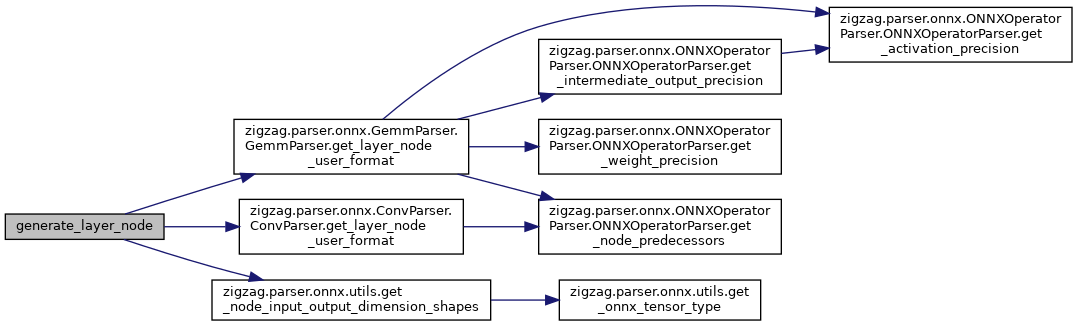 generate_layer_node
zigzag.parser.onnx.GemmParser.
GemmParser.get_layer_node
_user_format
zigzag.parser.onnx.ConvParser.
ConvParser.get_layer_node
_user_format
zigzag.parser.onnx.utils.get
_node_input_output_dimension_shapes
zigzag.parser.onnx.ONNXOperator
Parser.ONNXOperatorParser.get
_intermediate_output_precision
zigzag.parser.onnx.ONNXOperator
Parser.ONNXOperatorParser.get
_weight_precision
zigzag.parser.onnx.ONNXOperator
Parser.ONNXOperatorParser.get
_node_predecessors
zigzag.parser.onnx.utils.get
_onnx_tensor_type
zigzag.parser.onnx.ONNXOperator
Parser.ONNXOperatorParser.get
_activation_precision